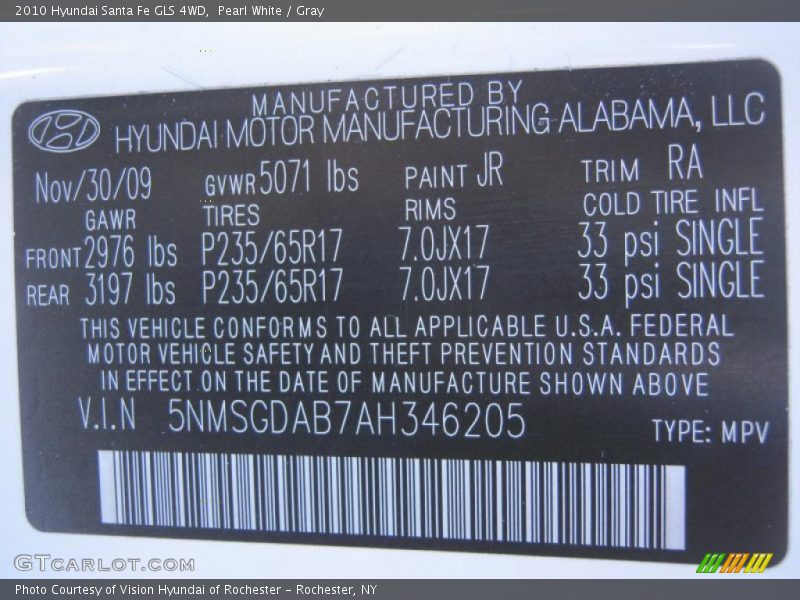 2010 Hyundai Santa Fe GLS 4WD, Pearl White / Gray
MANUFACTURED BY
HYUNDAI MOTOR MANUFACTURING ALABAMA, LLC
Nov/30/09 GVWR 5071 lbs PAINT JR TRIM RA
GAWR TIRES RIMS COLD TIRE INFL
FRONT 2976 lbs P235/65R17 7.0JX17 33 psi SINGLE
REAR 3197 lbs P235/65R17 7.0JX17 33 psi SINGLE
THIS VEHICLE CONFORMS TO ALL APPLICABLE U.S.A. FEDERAL
MOTOR VEHICLE SAFETY AND THEFT PREVENTION STANDARDS
IN EFFECT ON THE DATE OF MANUFACTURE SHOWN ABOVE
V.I.N 5NMSGDAB7AH346205 TYPE: MPV
GTCARLOT.COM
Photo Courtesy of Vision Hyundai of Rochester - Rochester, NY